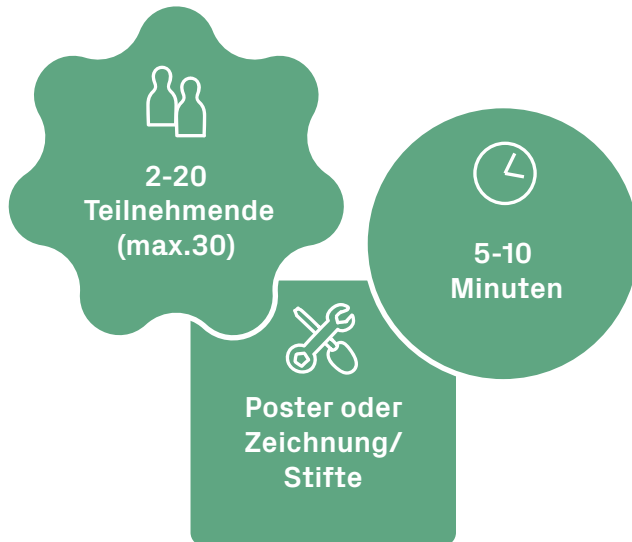 2-20
Teilnehmende
(max.30)
5-10
Minuten
Poster oder
Zeichnung/
Stifte